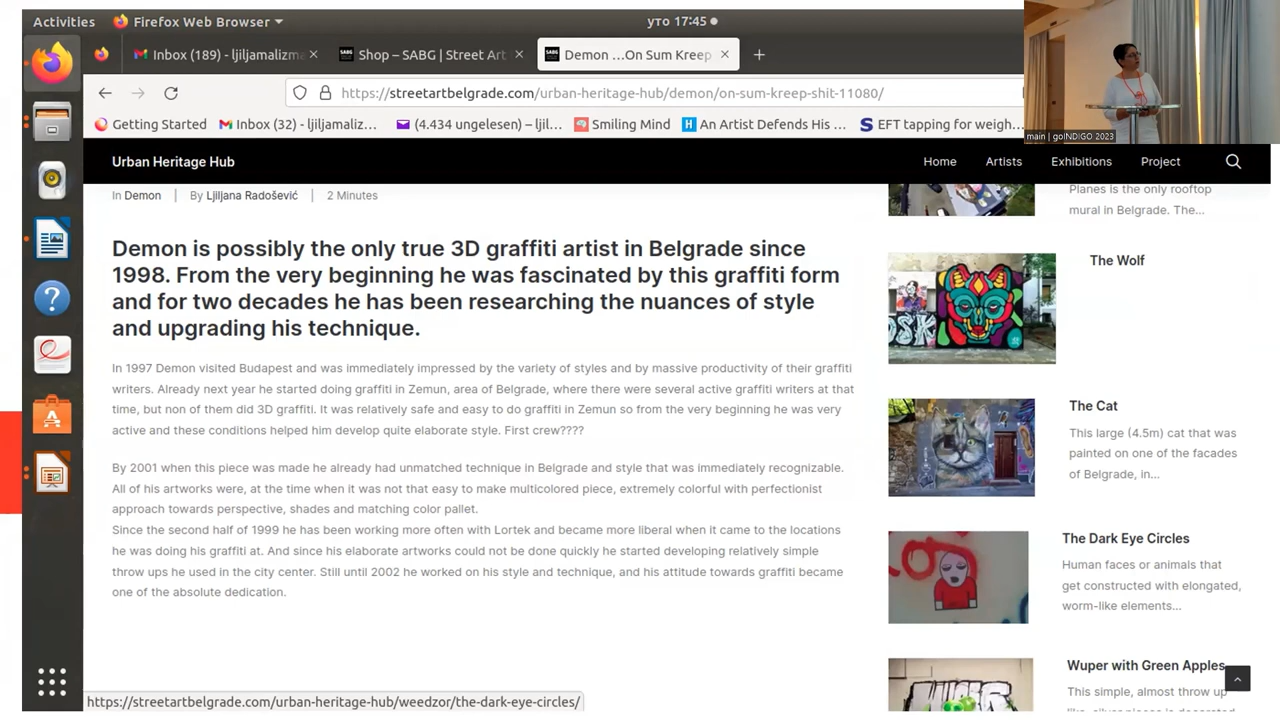 Activities
Firefox Web Browser
уто 17:45
Inbox (189) - ljiljamalizma
Shop – SABG | Street Art
Demon ...On Sum Kreep
https://streetartbelgrade.com/urban-heritage-hub/demon/on-sum-kreep-shit-11080/
Getting Started
Inbox (32) - ljiljamaliz...
(4.434 ungelesen) – ljil...
Smiling Mind
An Artist Defends His ...
EFT tapping for weigh...
main | goINDIGO 2023
Urban Heritage Hub
Home
Artists
Exhibitions
Project
In Demon | By Ljiljana Radošević | 2 Minutes
Demon is possibly the only true 3D graffiti artist in Belgrade since
1998. From the very beginning he was fascinated by this graffiti form
and for two decades he has been researching the nuances of style
and upgrading his technique.
In 1997 Demon visited Budapest and was immediately impressed by the variety of styles and by massive productivity of their graffiti
writers. Already next year he started doing graffiti in Zemun, area of Belgrade, where there were several active graffiti writers at that
time, but non of them did 3D graffiti. It was relatively safe and easy to do graffiti in Zemun so from the very beginning he was very
active and these conditions helped him develop quite elaborate style. First crew????
By 2001 when this piece was made he already had unmatched technique in Belgrade and style that was immediately recognizable.
All of his artworks were, at the time when it was not that easy to make multicolored piece, extremely colorful with perfectionist
approach towards perspective, shades and matching color pallet.
Since the second half of 1999 he has been working more often with Lortek and became more liberal when it came to the locations
he was doing his graffiti at. And since his elaborate artworks could not be done quickly he started developing relatively simple
throw ups he used in the city center. Still until 2002 he worked on his style and technique, and his attitude towards graffiti became
one of the absolute dedication.
Planes is the only rooftop
mural in Belgrade. The...
The Wolf
The Cat
This large (4.5m) cat that was
painted on one of the facades
of Belgrade, in...
The Dark Eye Circles
Human faces or animals that
get constructed with elongated,
worm-like elements...
Wuper with Green Apples
This simple, almost throw up
https://streetartbelgrade.com/urban-heritage-hub/weedzor/the-dark-eye-circles/